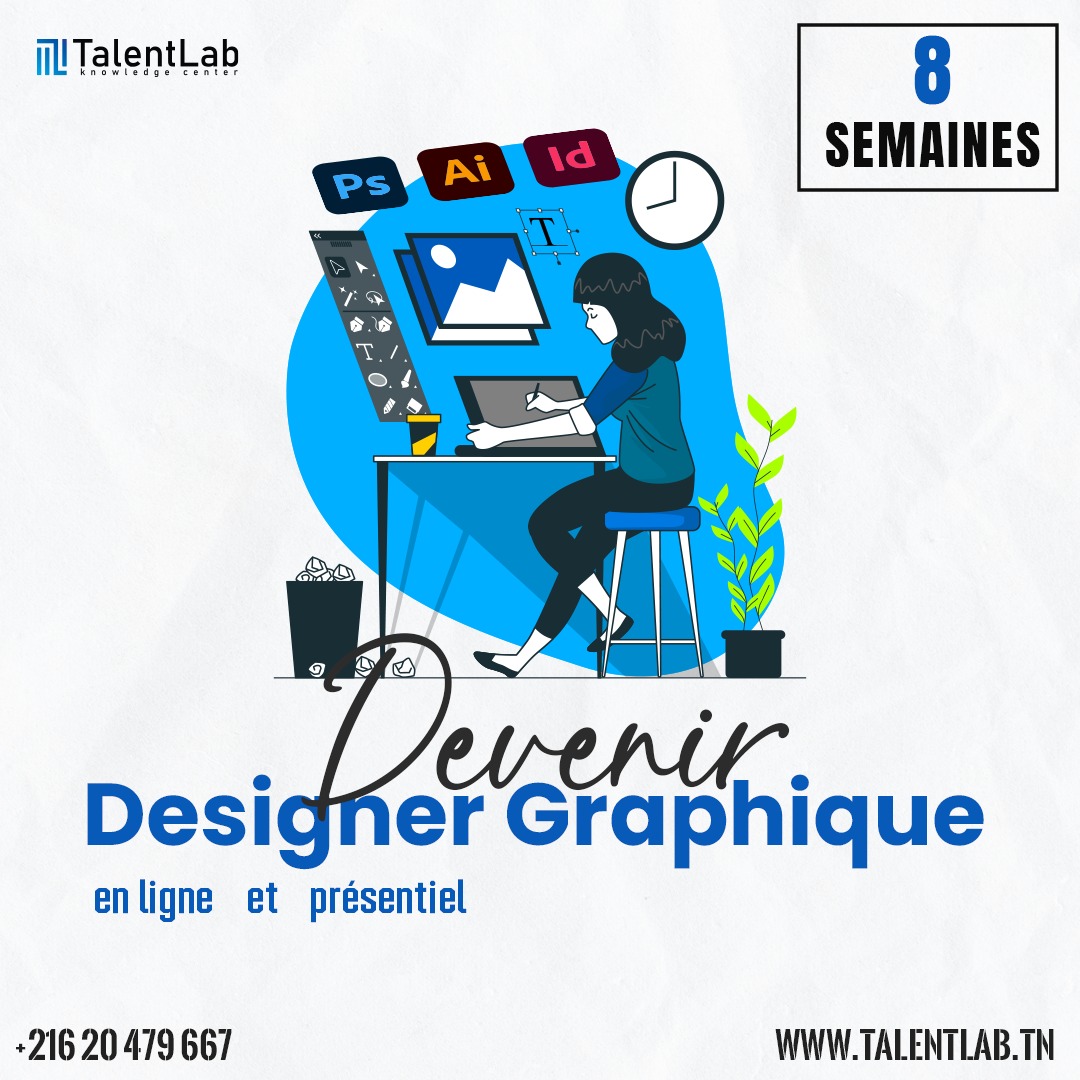 TalentLab
knowledge center
8
SEMAINES
Ps
Ai
Id
T
T
Devenir
Designer Graphique
en ligne et présentiel
+216 20 479 667
WWW.TALENTLAB.TN